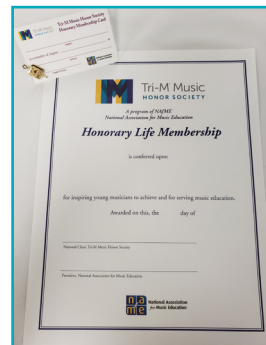 Tri-M Music Honor Society
Honorary Membership Card
Tri-M Music
HONOR SOCIETY
A program of NAfME
National Association for Music Education
Honorary Life Membership
is conferred upon:
for inspiring young musicians to achieve and for serving music education.
Awarded on this, the day of
National Chair, Tri-M Music Honor Society
President, National Association for Music Education
na
fme
National Association
for Music Education